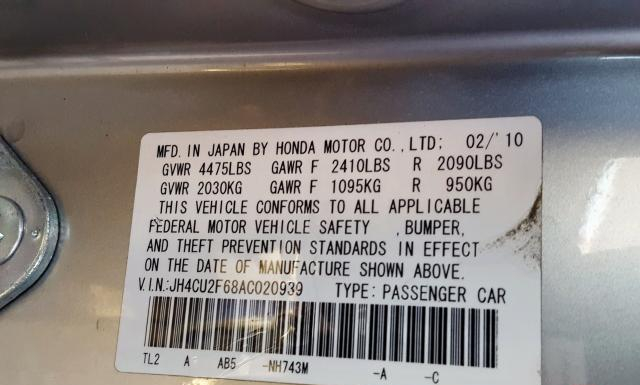 MFD. IN JAPAN BY HONDA MOTOR CO.,LTD; 02/'10
GVWR 4475LBS GAWR F 2410LBS R 2090LBS
GVWR 2030KG GAWR F 1095KG R 950KG
THIS VEHICLE CONFORMS TO ALL APPLICABLE
FEDERAL MOTOR VEHICLE SAFETY ,BUMPER,
AND THEFT PREVENTION STANDARDS IN EFFECT
ON THE DATE OF MANUFACTURE SHOWN ABOVE.
V.I.N.:JH4CU2F68AC020939 TYPE: PASSENGER CAR
TL2 A AB5 -NH743M -A -C